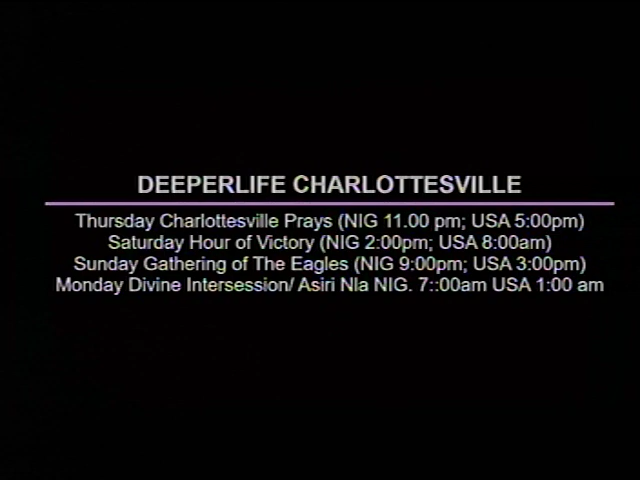 DEEPERLIFE CHARLOTTESVILLE
Thursday Charlottesville Prays (NIG 11.00 pm; USA 5:00pm)
Saturday Hour of Victory (NIG 2:00pm; USA 8:00am)
Sunday Gathering of The Eagles (NIG 9:00pm; USA 3:00pm)
Monday Divine Intersession/ Asiri Nla NIG. 7::00am USA 1:00 am